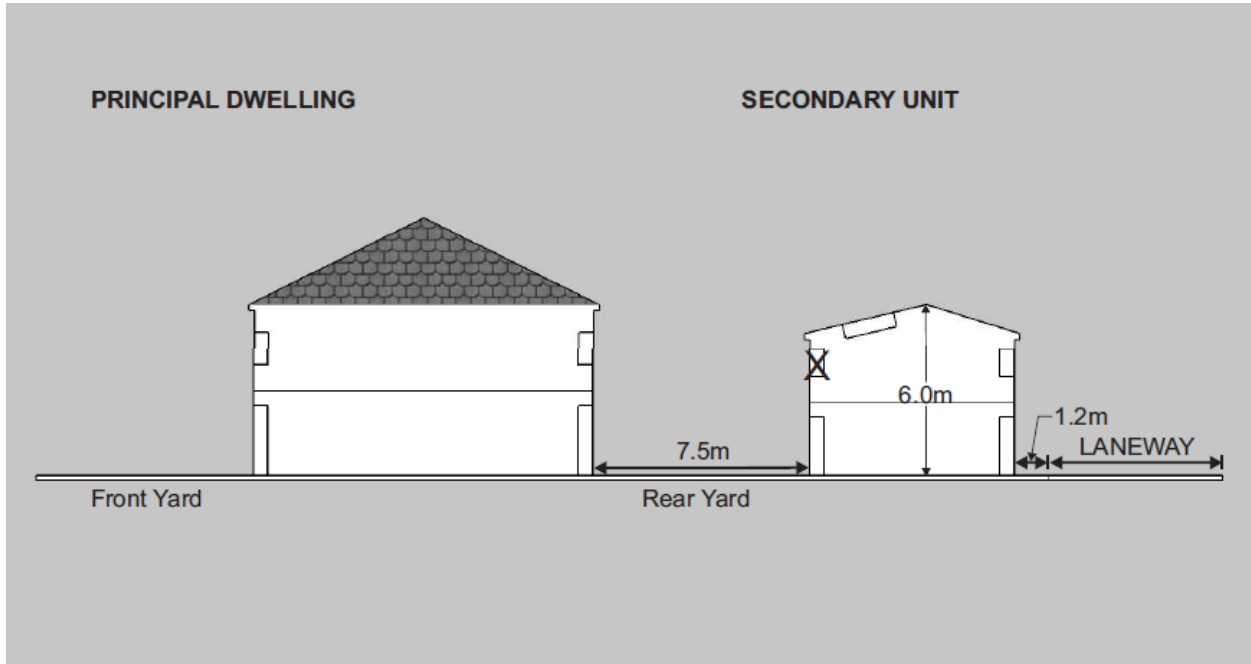 PRINCIPAL DWELLING
SECONDARY UNIT
X
6.0m
1.2m
7.5m
LANEWAY
Front Yard
Rear Yard